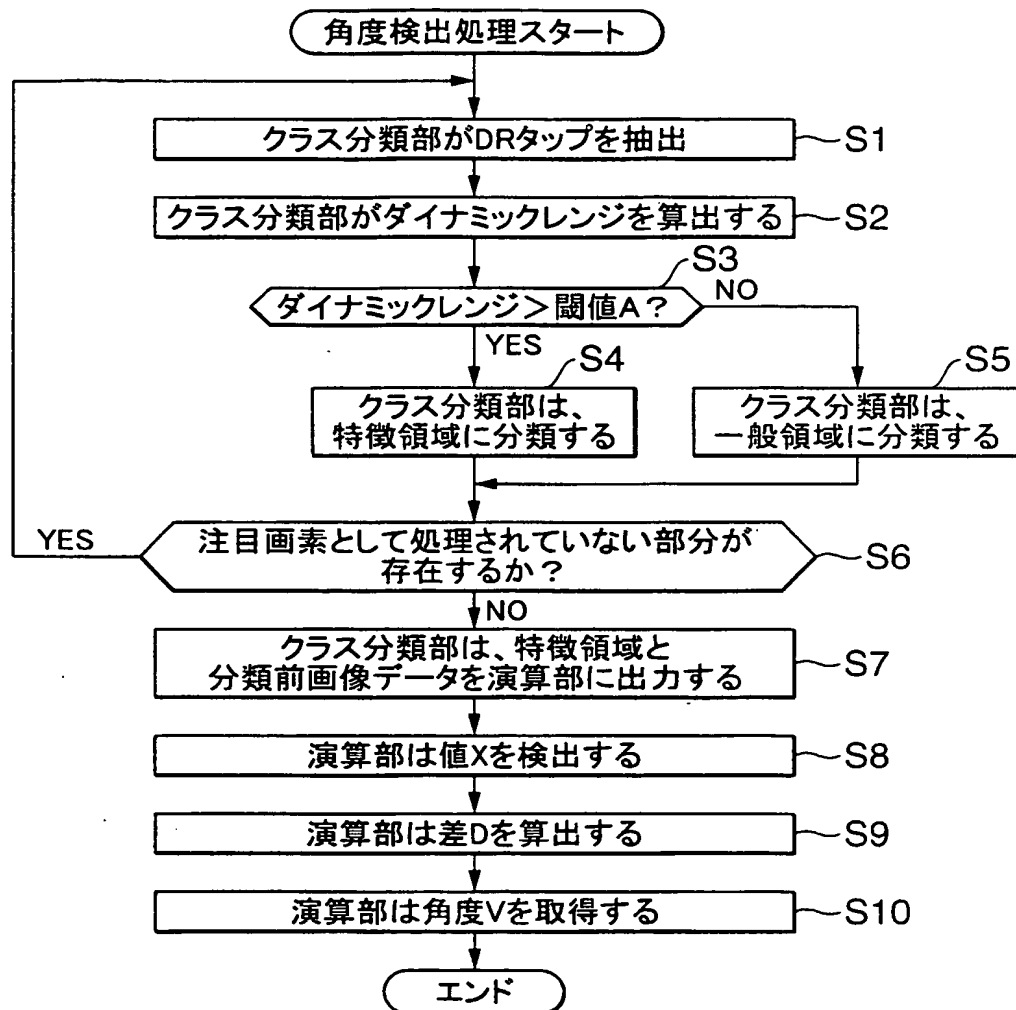 角度検出処理スタート
クラス分類部がDRタップを抽出
S1
クラス分類部がダイナミックレンジを算出する
S2
S3
ダイナミックレンジ＞閾値A？
NO
YES
S4
クラス分類部は、
特徴領域に分類する
S5
クラス分類部は、
一般領域に分類する
YES
注目画素として処理されていない部分が
存在するか？
S6
NO
クラス分類部は、特徴領域と
分類前画像データを演算部に出力する
S7
演算部は値Xを検出する
S8
演算部は差Dを算出する
S9
演算部は角度Vを取得する
S10
エンド